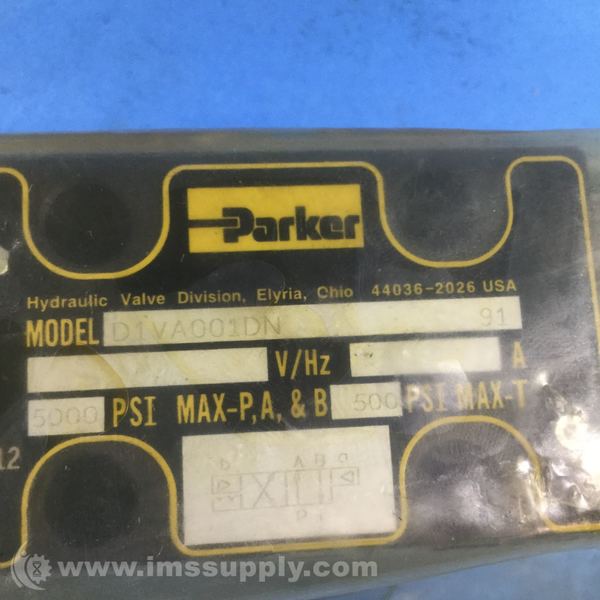 Parker
Hydraulic Valve Division, Elyria, Ohio 44036-2026 USA
MODEL D1VA001DN 91
V/Hz A
5000 PSI MAX-P, A, & B 500 PSI MAX-T
12
A B
P T
www.imssupply.com